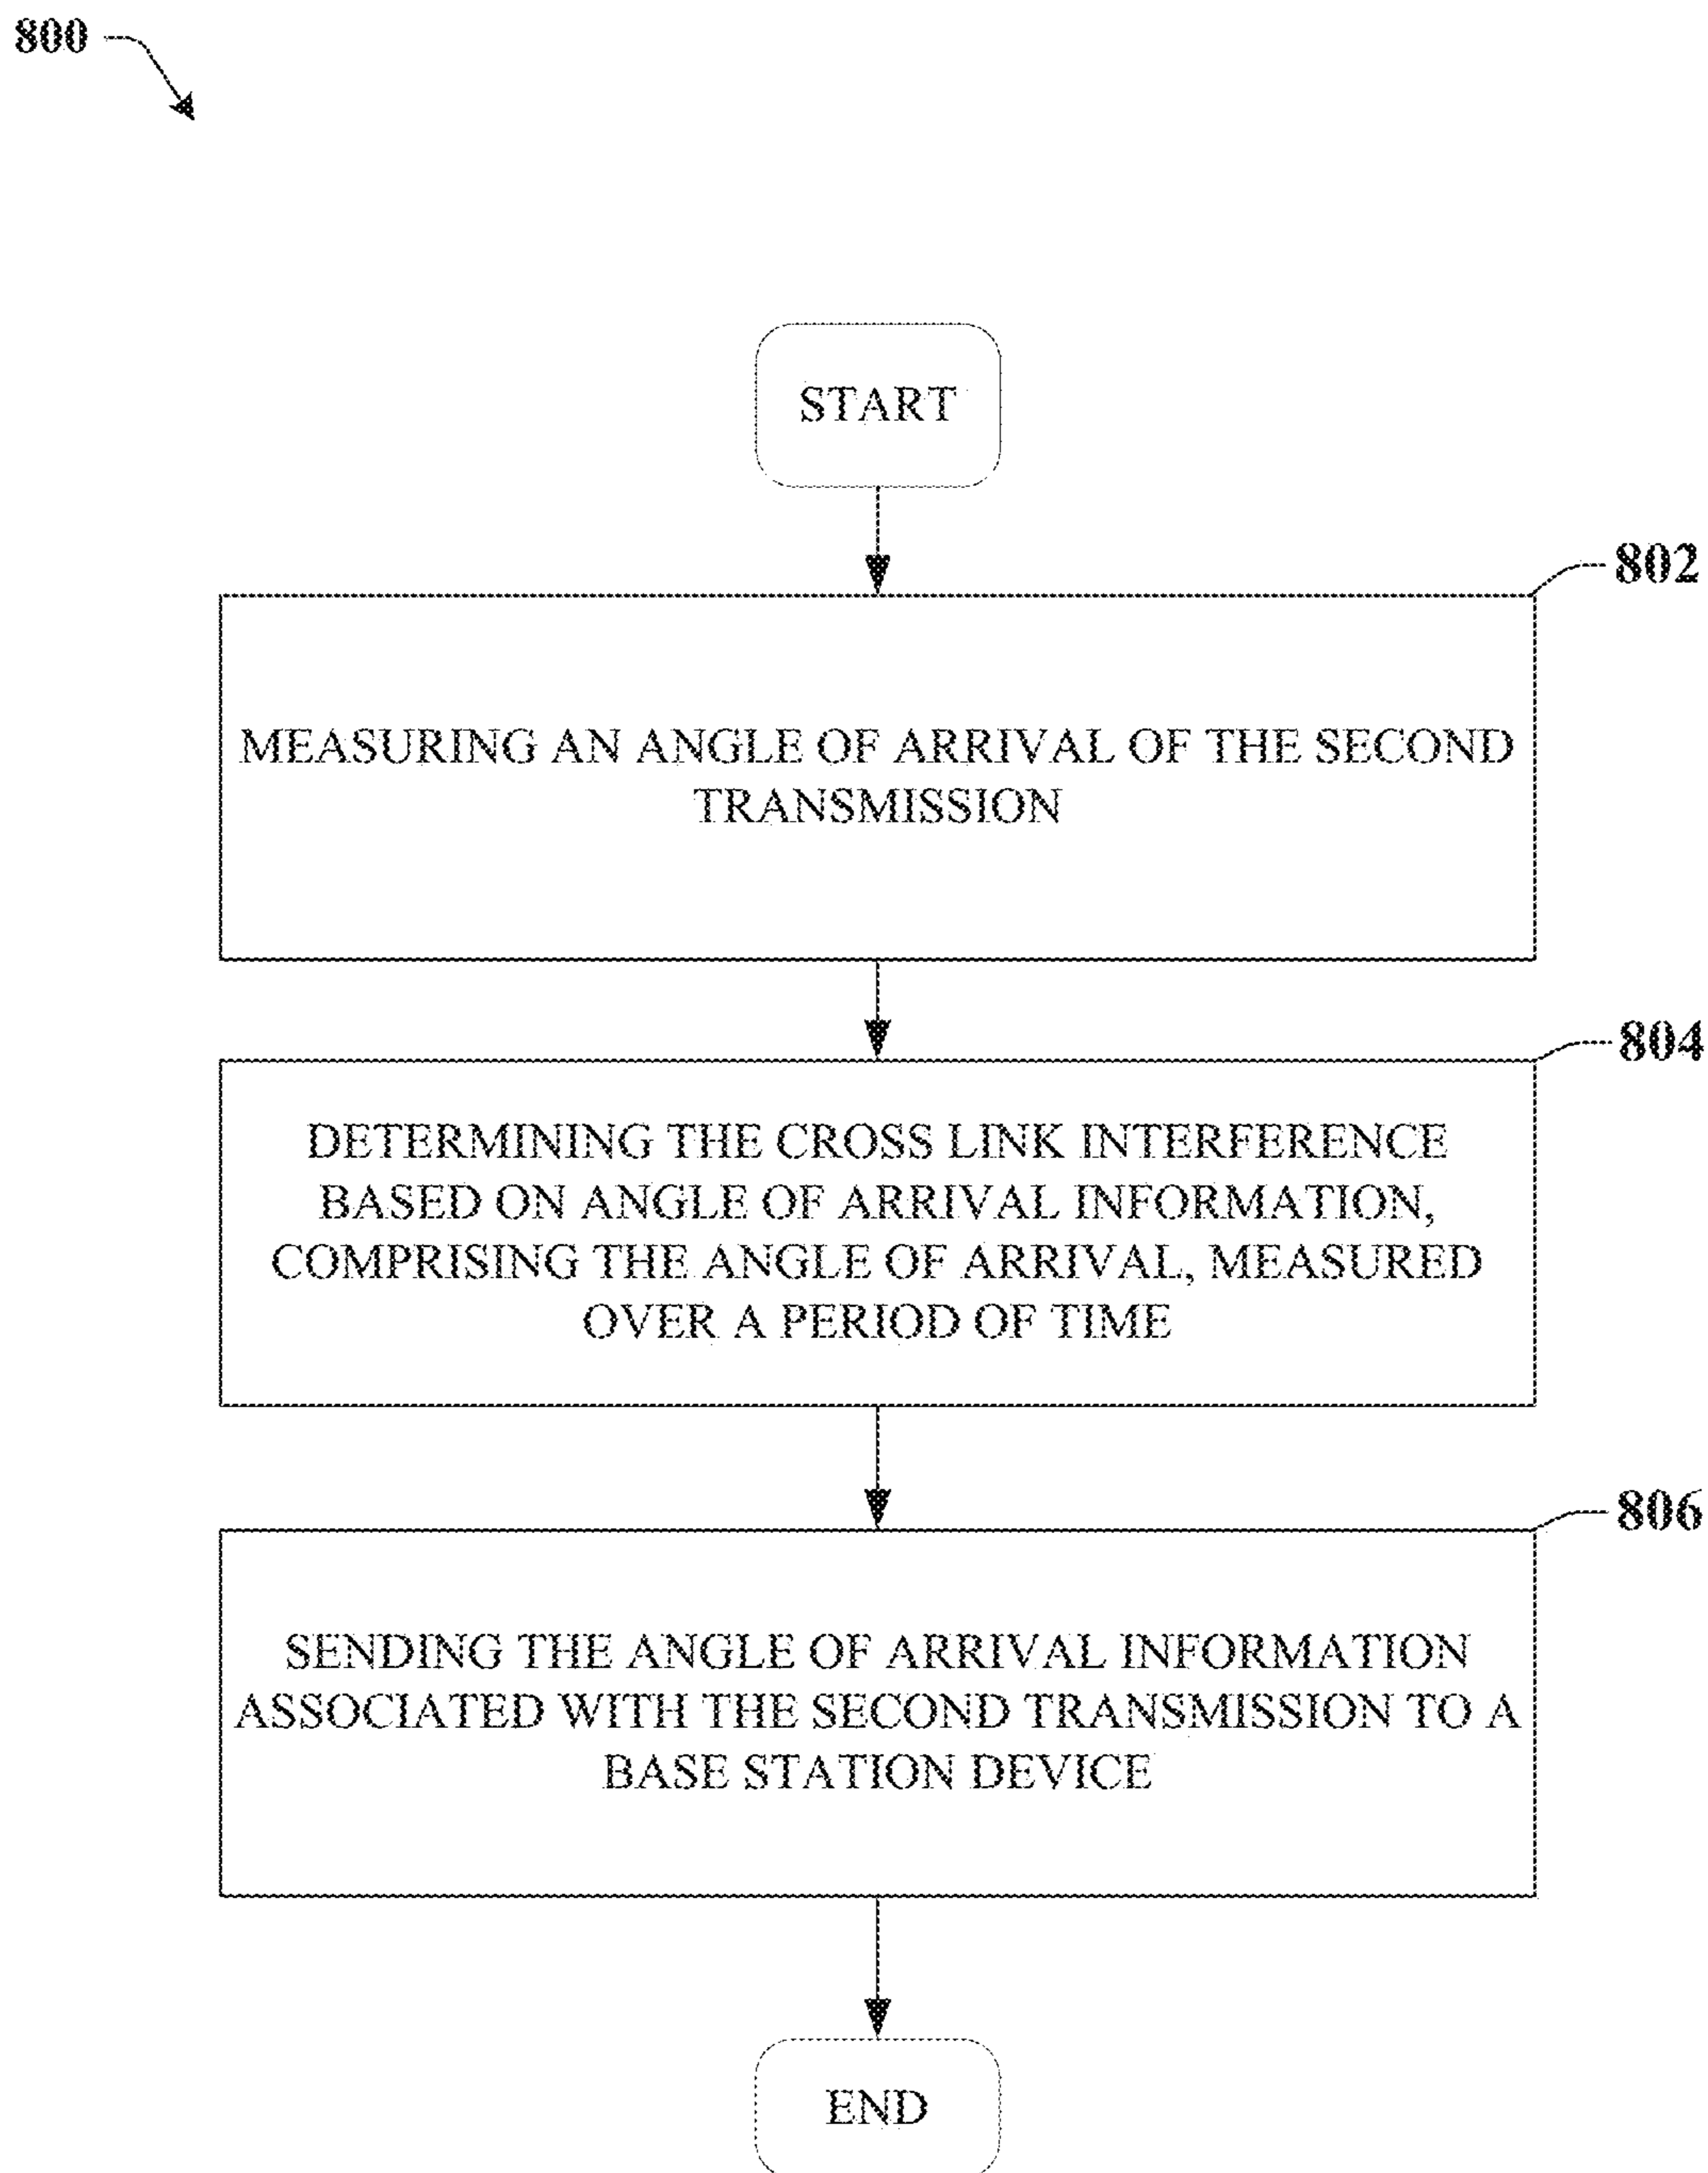 800
START
802
MEASURING AN ANGLE OF ARRIVAL OF THE SECOND
TRANSMISSION
804
DETERMINING THE CROSS LINK INTERFERENCE
BASED ON ANGLE OF ARRIVAL INFORMATION,
COMPRISING THE ANGLE OF ARRIVAL, MEASURED
OVER A PERIOD OF TIME
806
SENDING THE ANGLE OF ARRIVAL INFORMATION
ASSOCIATED WITH THE SECOND TRANSMISSION TO A
BASE STATION DEVICE
END